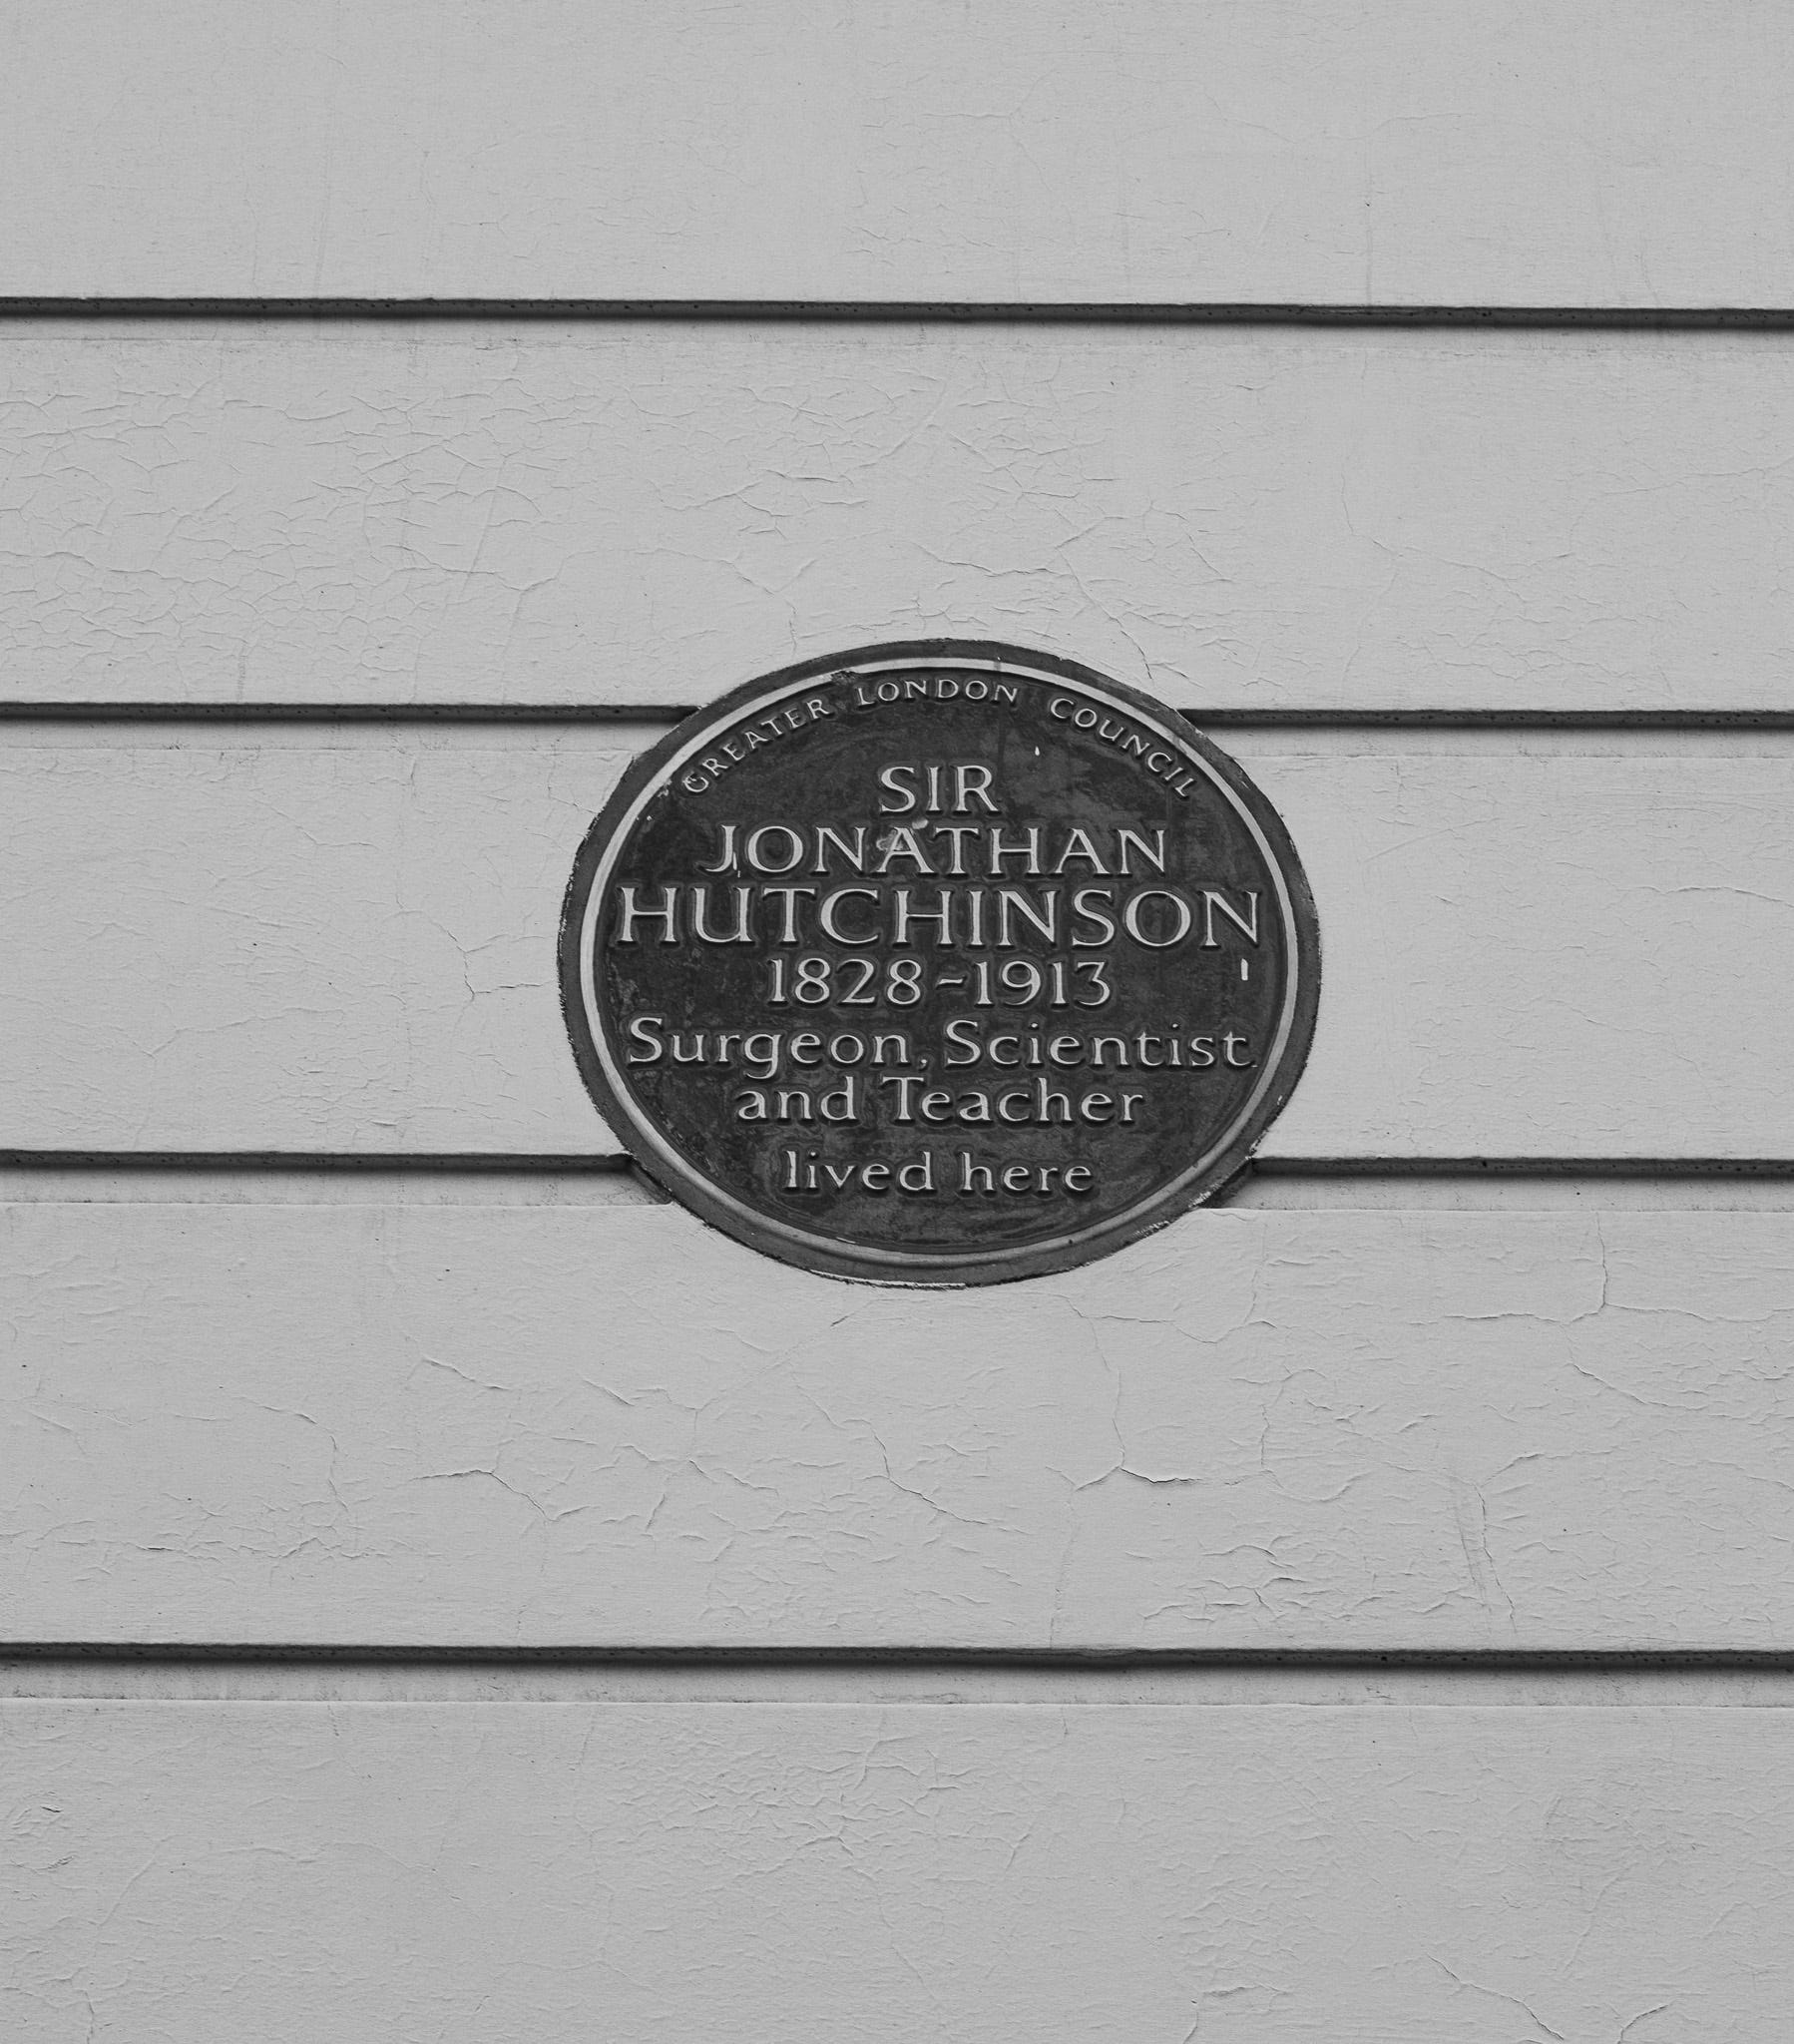 GREATER LONDON COUNCIL
SIR
JONATHAN
HUTCHINSON
1828~1913
Surgeon, Scientist
and Teacher
lived here